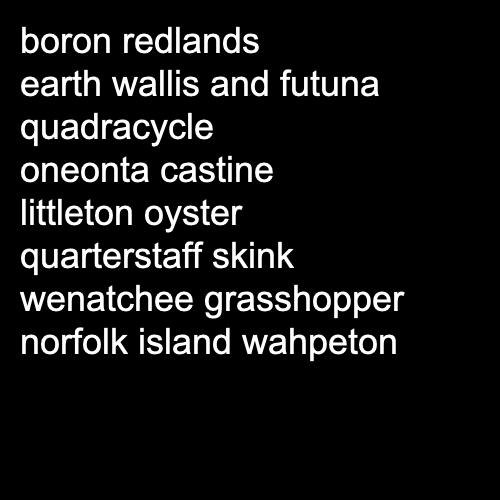 boron redlands
earth wallis and futuna
quadracycle
oneonta castine
littleton oyster
quarterstaff skink
wenatchee grasshopper
norfolk island wahpeton